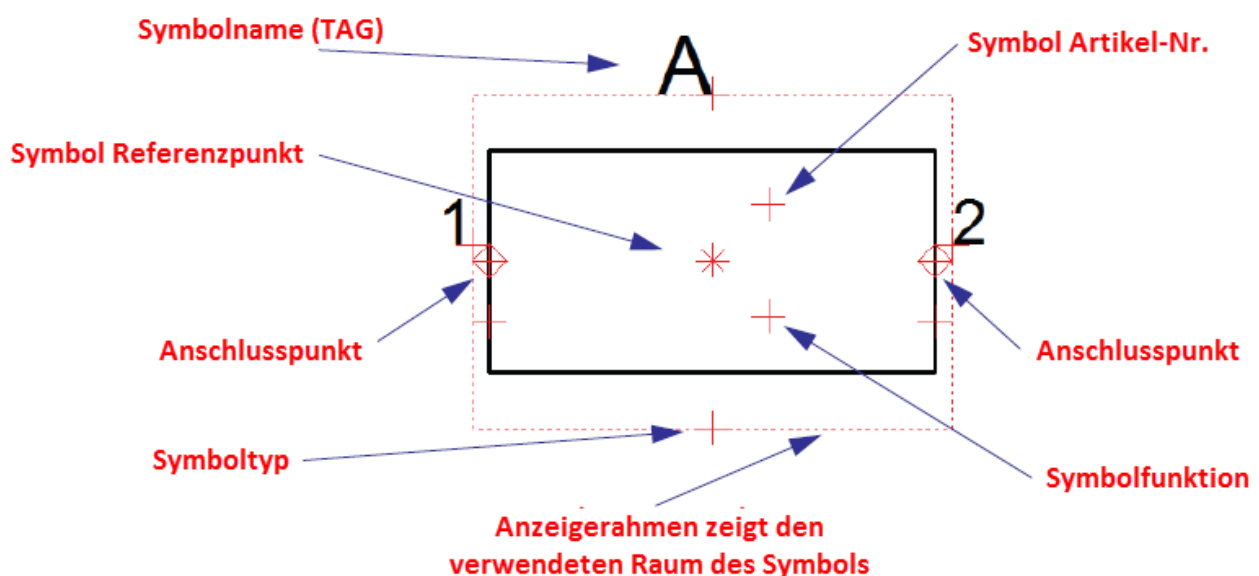 Symbolname (TAG)
A
Symbol Artikel-Nr.
Symbol Referenzpunkt
1
2
Anschlusspunkt
Anschlusspunkt
Symboltyp
Symbolfunktion
Anzeigerahmen zeigt den
verwendeten Raum des Symbols